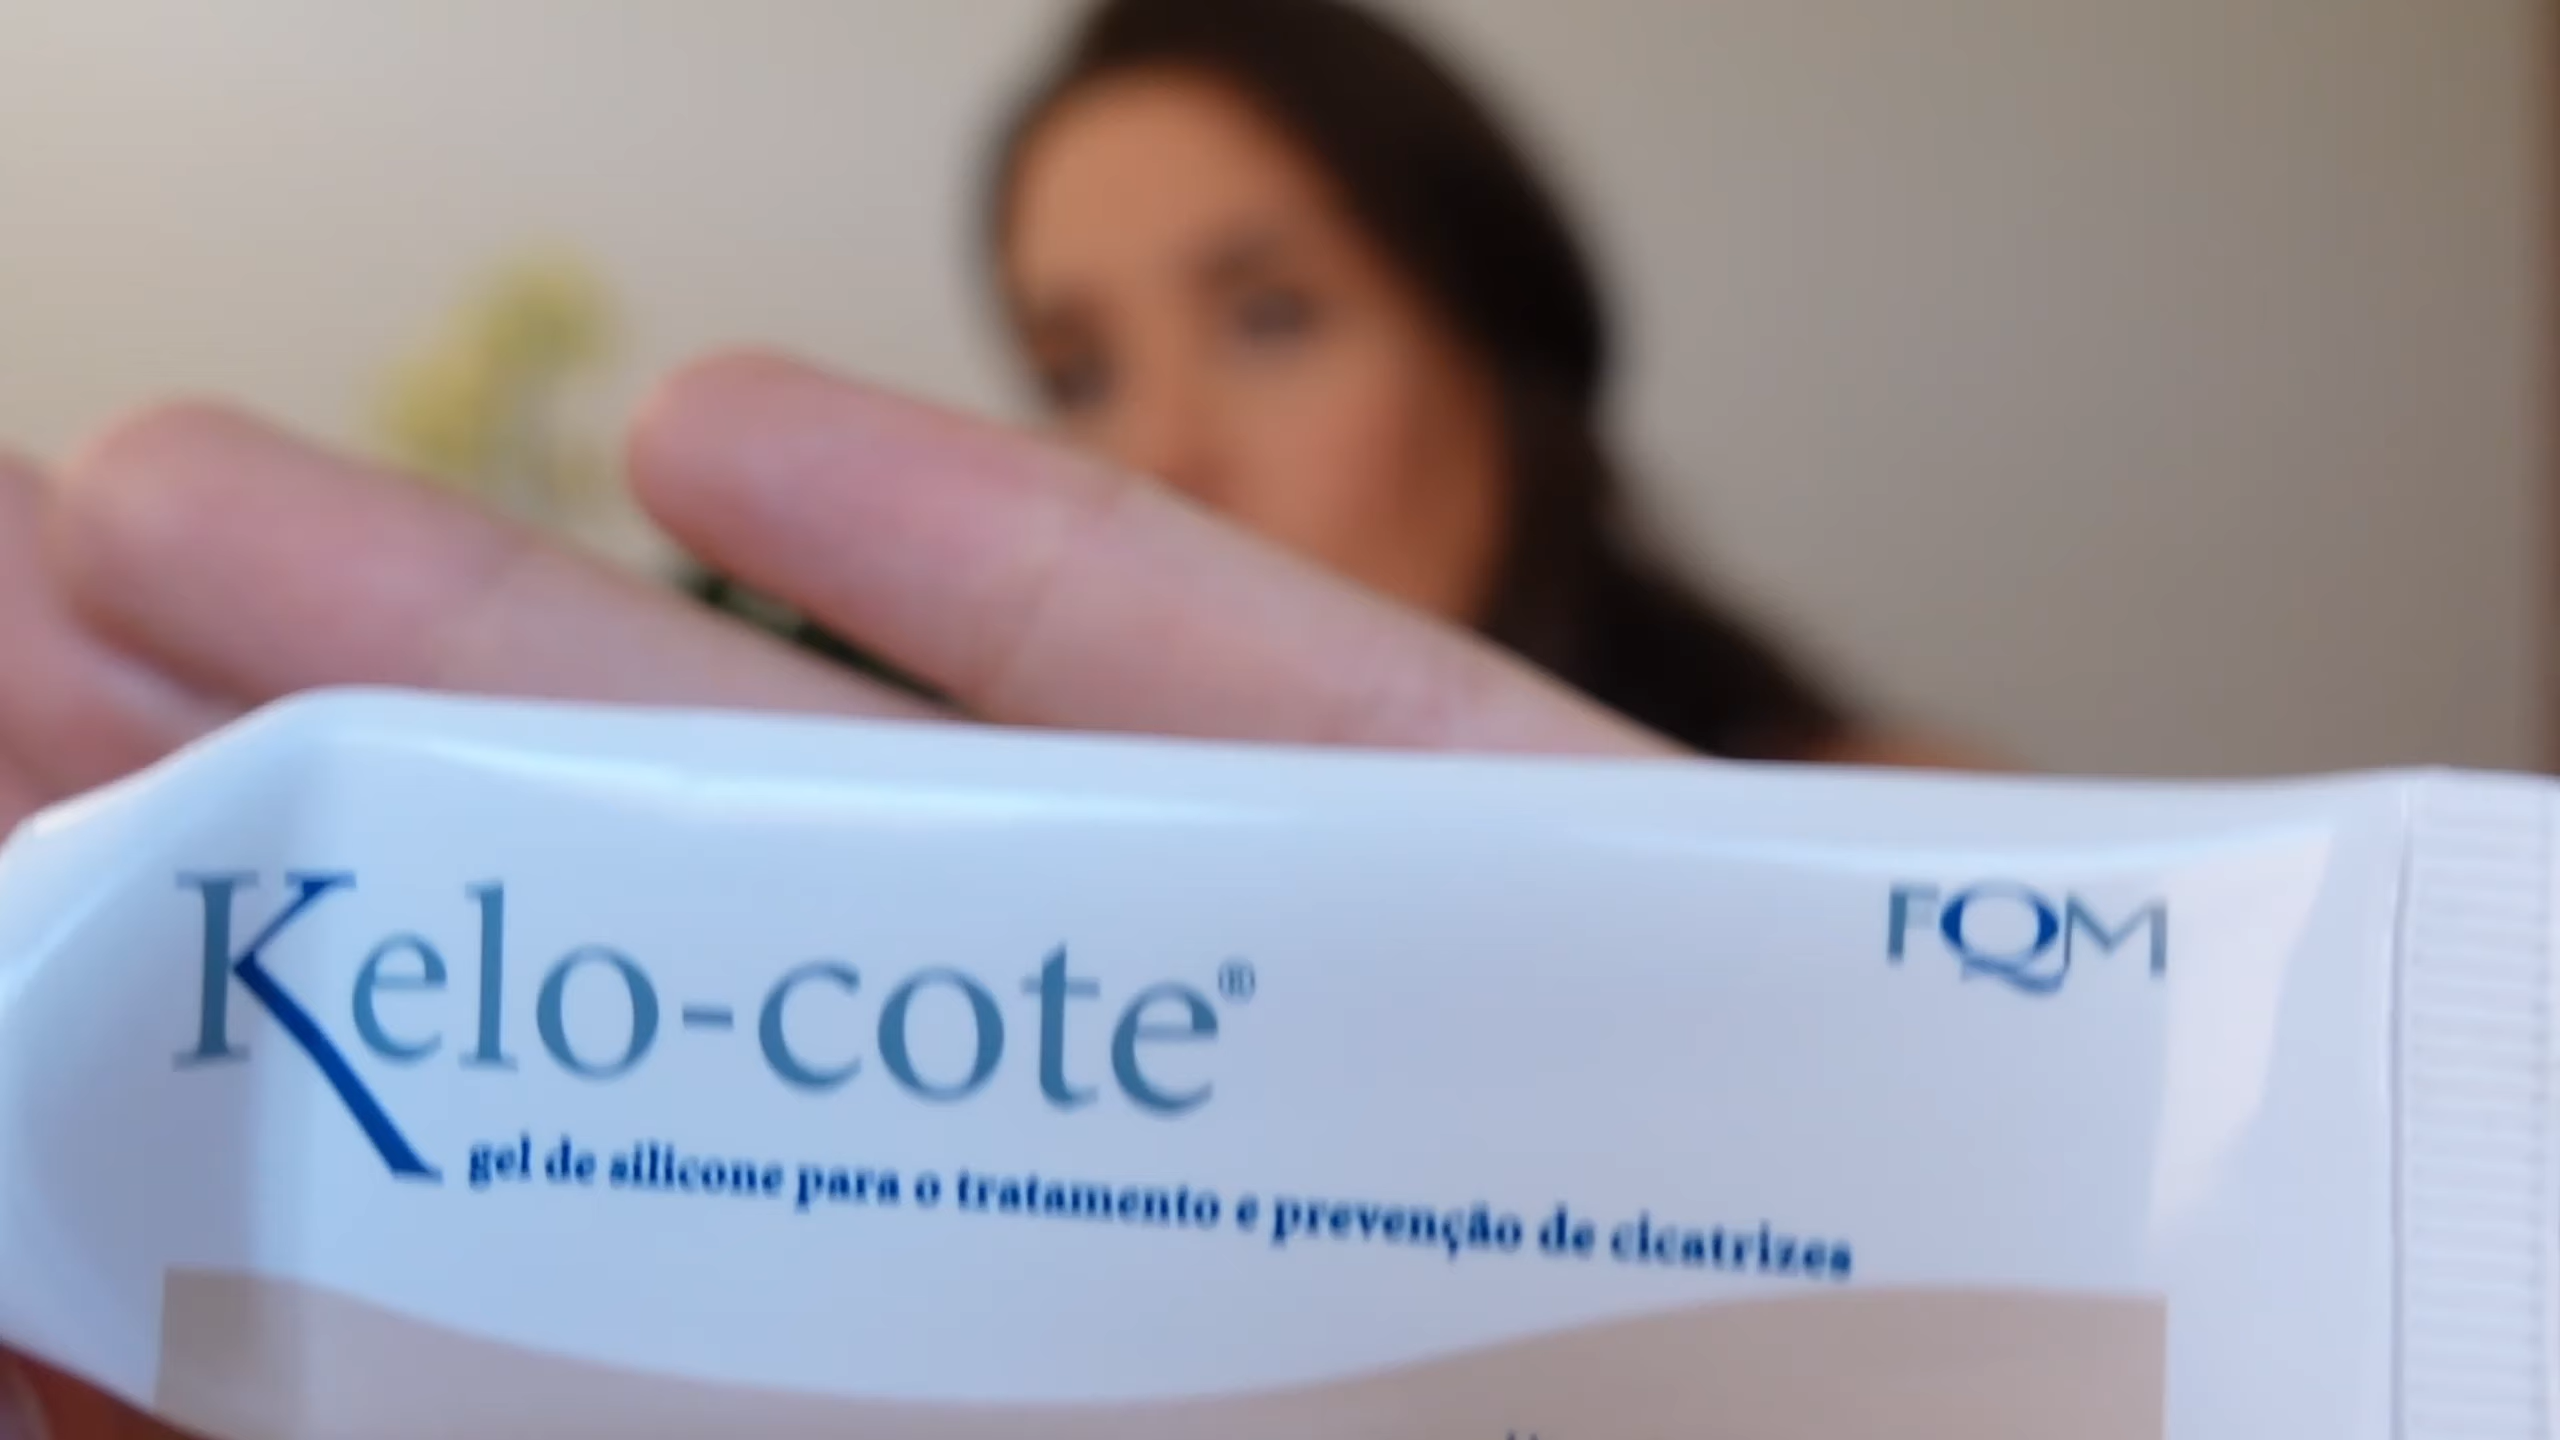 Kelo-cote®
FQM
gel de silicone para o tratamento e prevenção de cicatrizes